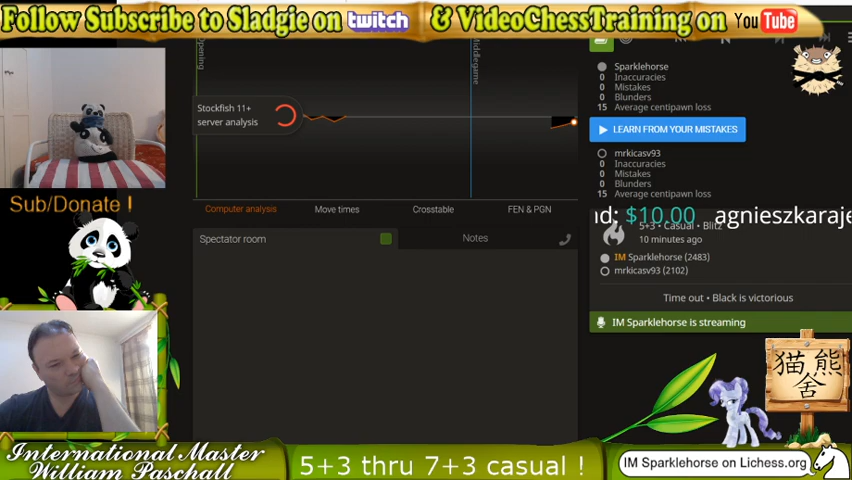 Follow Subscribe to Sladgie on twitch & VideoChessTraining on YouTube
Opening
Middlegame
Stockfish 11+
server analysis
Computer analysis
Move times
Crosstable
FEN & PGN
Spectator room
Notes
Sparklehorse
0 Inaccuracies
0 Mistakes
0 Blunders
15 Average centipawn loss
LEARN FROM YOUR MISTAKES
mrkicasv93
0 Inaccuracies
0 Mistakes
0 Blunders
15 Average centipawn loss
$10.00 agnieszkaraje
5+3 • Casual • Blitz
10 minutes ago
IM Sparklehorse (2483)
mrkicasv93 (2102)
Time out • Black is victorious
IM Sparklehorse is streaming
Sub/Donate !
猫熊
舍
International Master
William Paschall
5+3 thru 7+3 casual !
IM Sparklehorse on Lichess.org